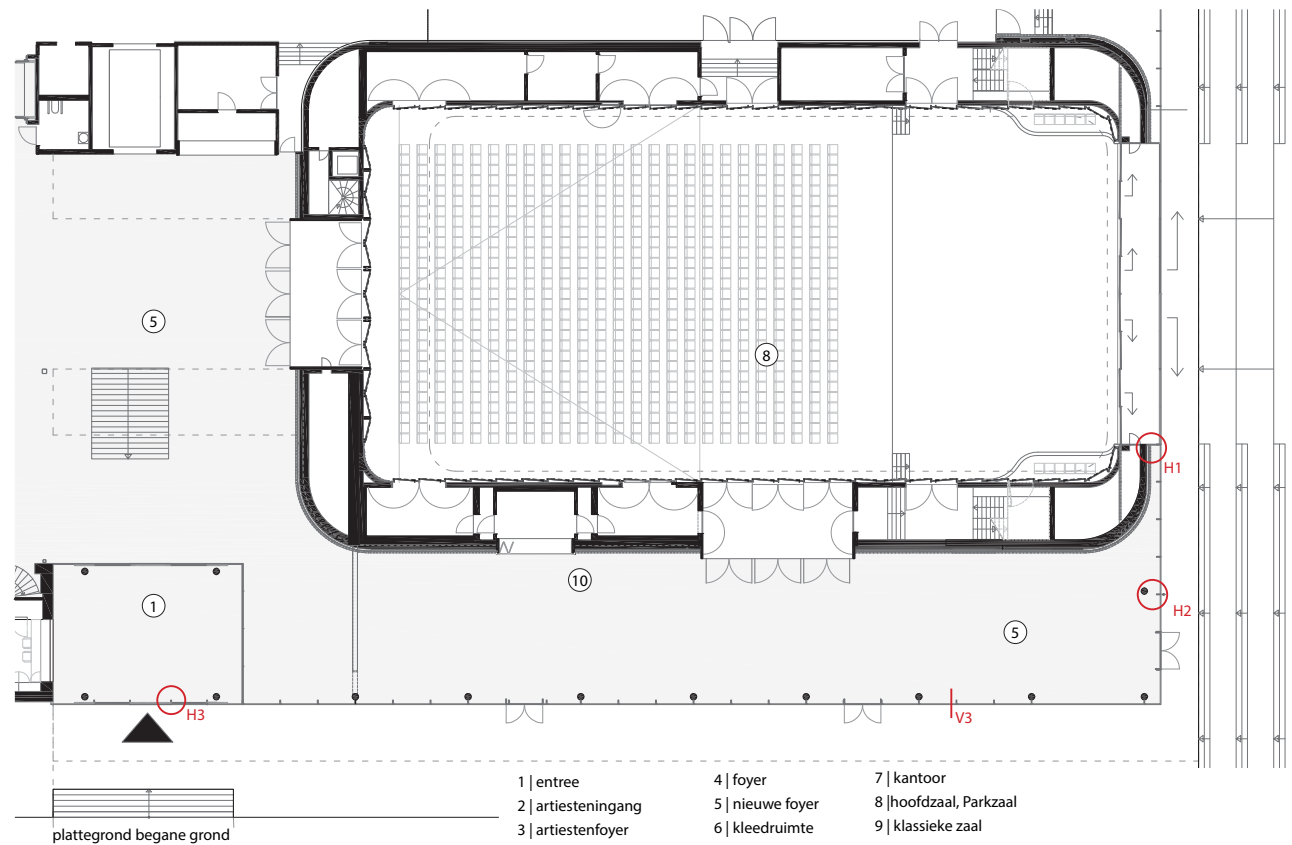 5
8
H1
10
1
H2
5
H3
V3
1 | entree
2 | artiesteningang
3 | artiestenfoyer
4 | foyer
5 | nieuwe foyer
6 | kleedruimte
7 | kantoor
8 |hoofdzaal, Parkzaal
9 | klassieke zaal
plattegrond begane grond